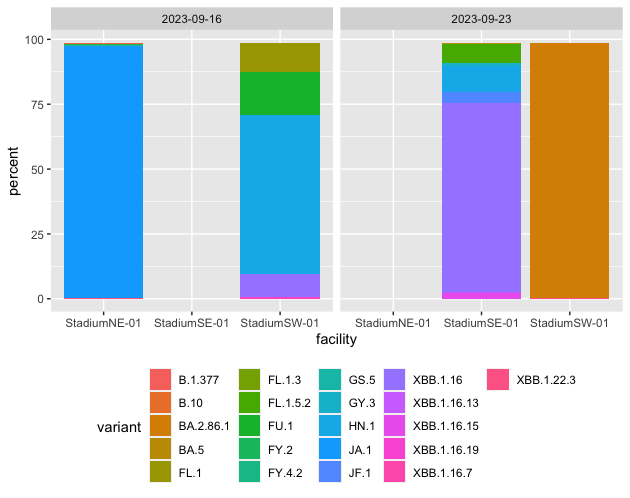 2023-09-16 2023-09-23
100
75
50
25
0
percent
StadiumNE-01 StadiumSE-01 StadiumSW-01 StadiumNE-01 StadiumSE-01 StadiumSW-01
facility
variant
B.1.377 FL.1.3 GS.5 XBB.1.16 XBB.1.22.3
B.10 FL.1.5.2 GY.3 XBB.1.16.13
BA.2.86.1 FU.1 HN.1 XBB.1.16.15
BA.5 FY.2 JA.1 XBB.1.16.19
FL.1 FY.4.2 JF.1 XBB.1.16.7